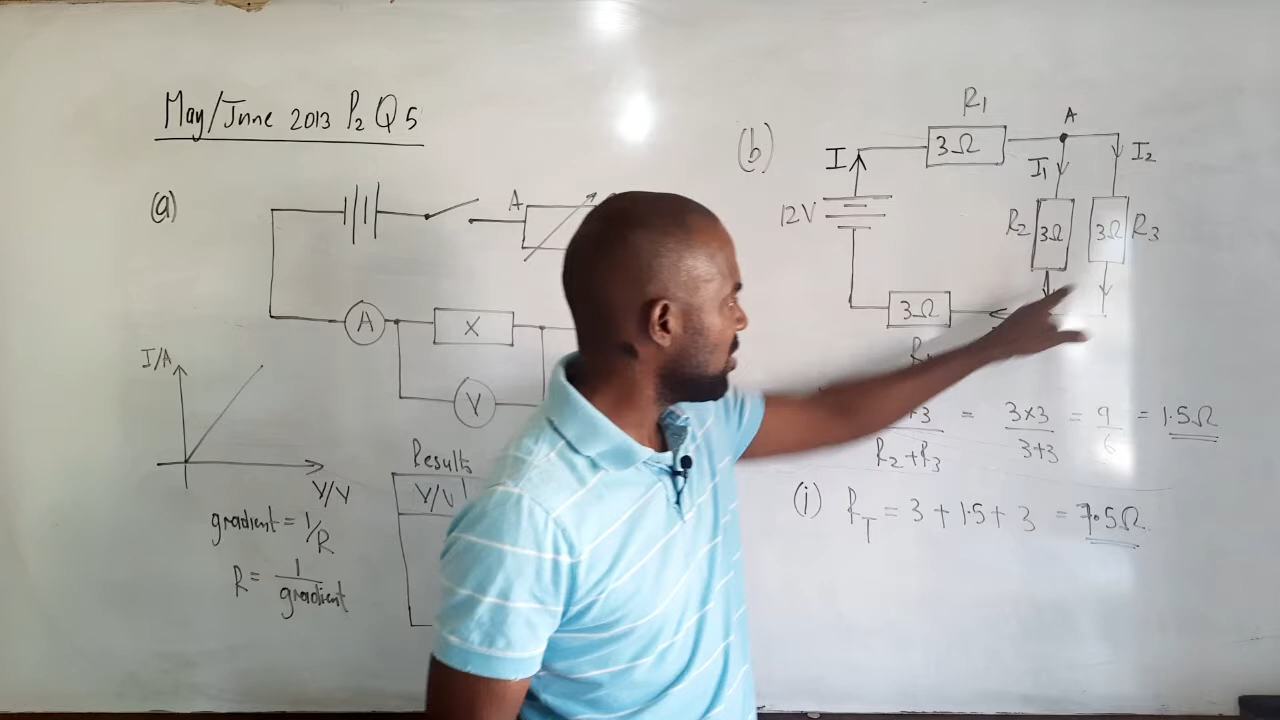 May/June 2013 P2 Q5
(a)
A
A
X
V
I/A
V/V
gradient = 1/R
R = 1/gradient
Results
V/V
(b)
R1
3Ω
A
I
I1
I2
12V
R2
3Ω
3Ω
R3
3Ω
R2+R3
= 3×3/3+3 = 9/6 = 1.5Ω
(i) RT = 3 + 1.5 + 3 = 7.5Ω